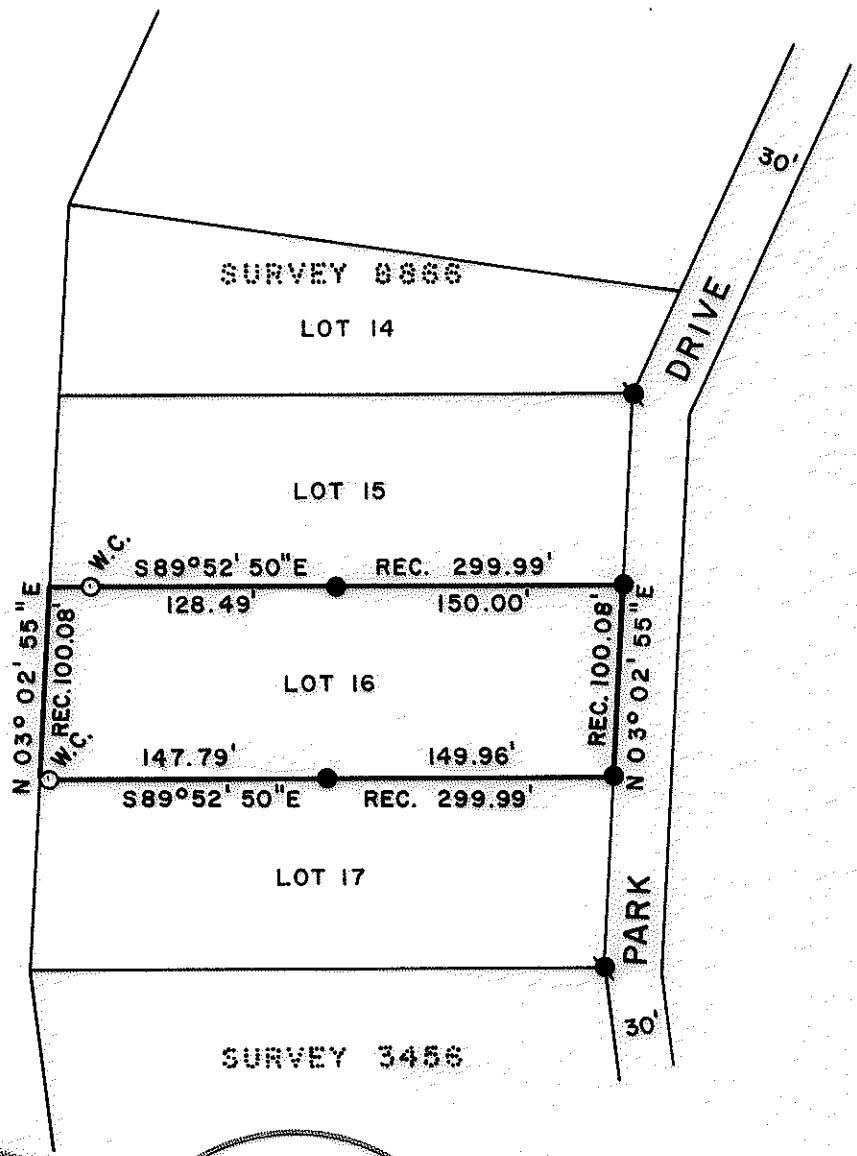 30'
SURVEY 0866
LOT 14
DRIVE
LOT 15
W.C.
S89°52'50"E REC. 299.99'
128.49' 150.00'
N 03° 02' 55"E
REC. 100.08'
LOT 16
REC. 100.08'
N 03° 02' 55"E
W.C.
147.79' 149.96'
S89°52'50"E REC. 299.99'
LOT 17
PARK
30'
SURVEY 3456